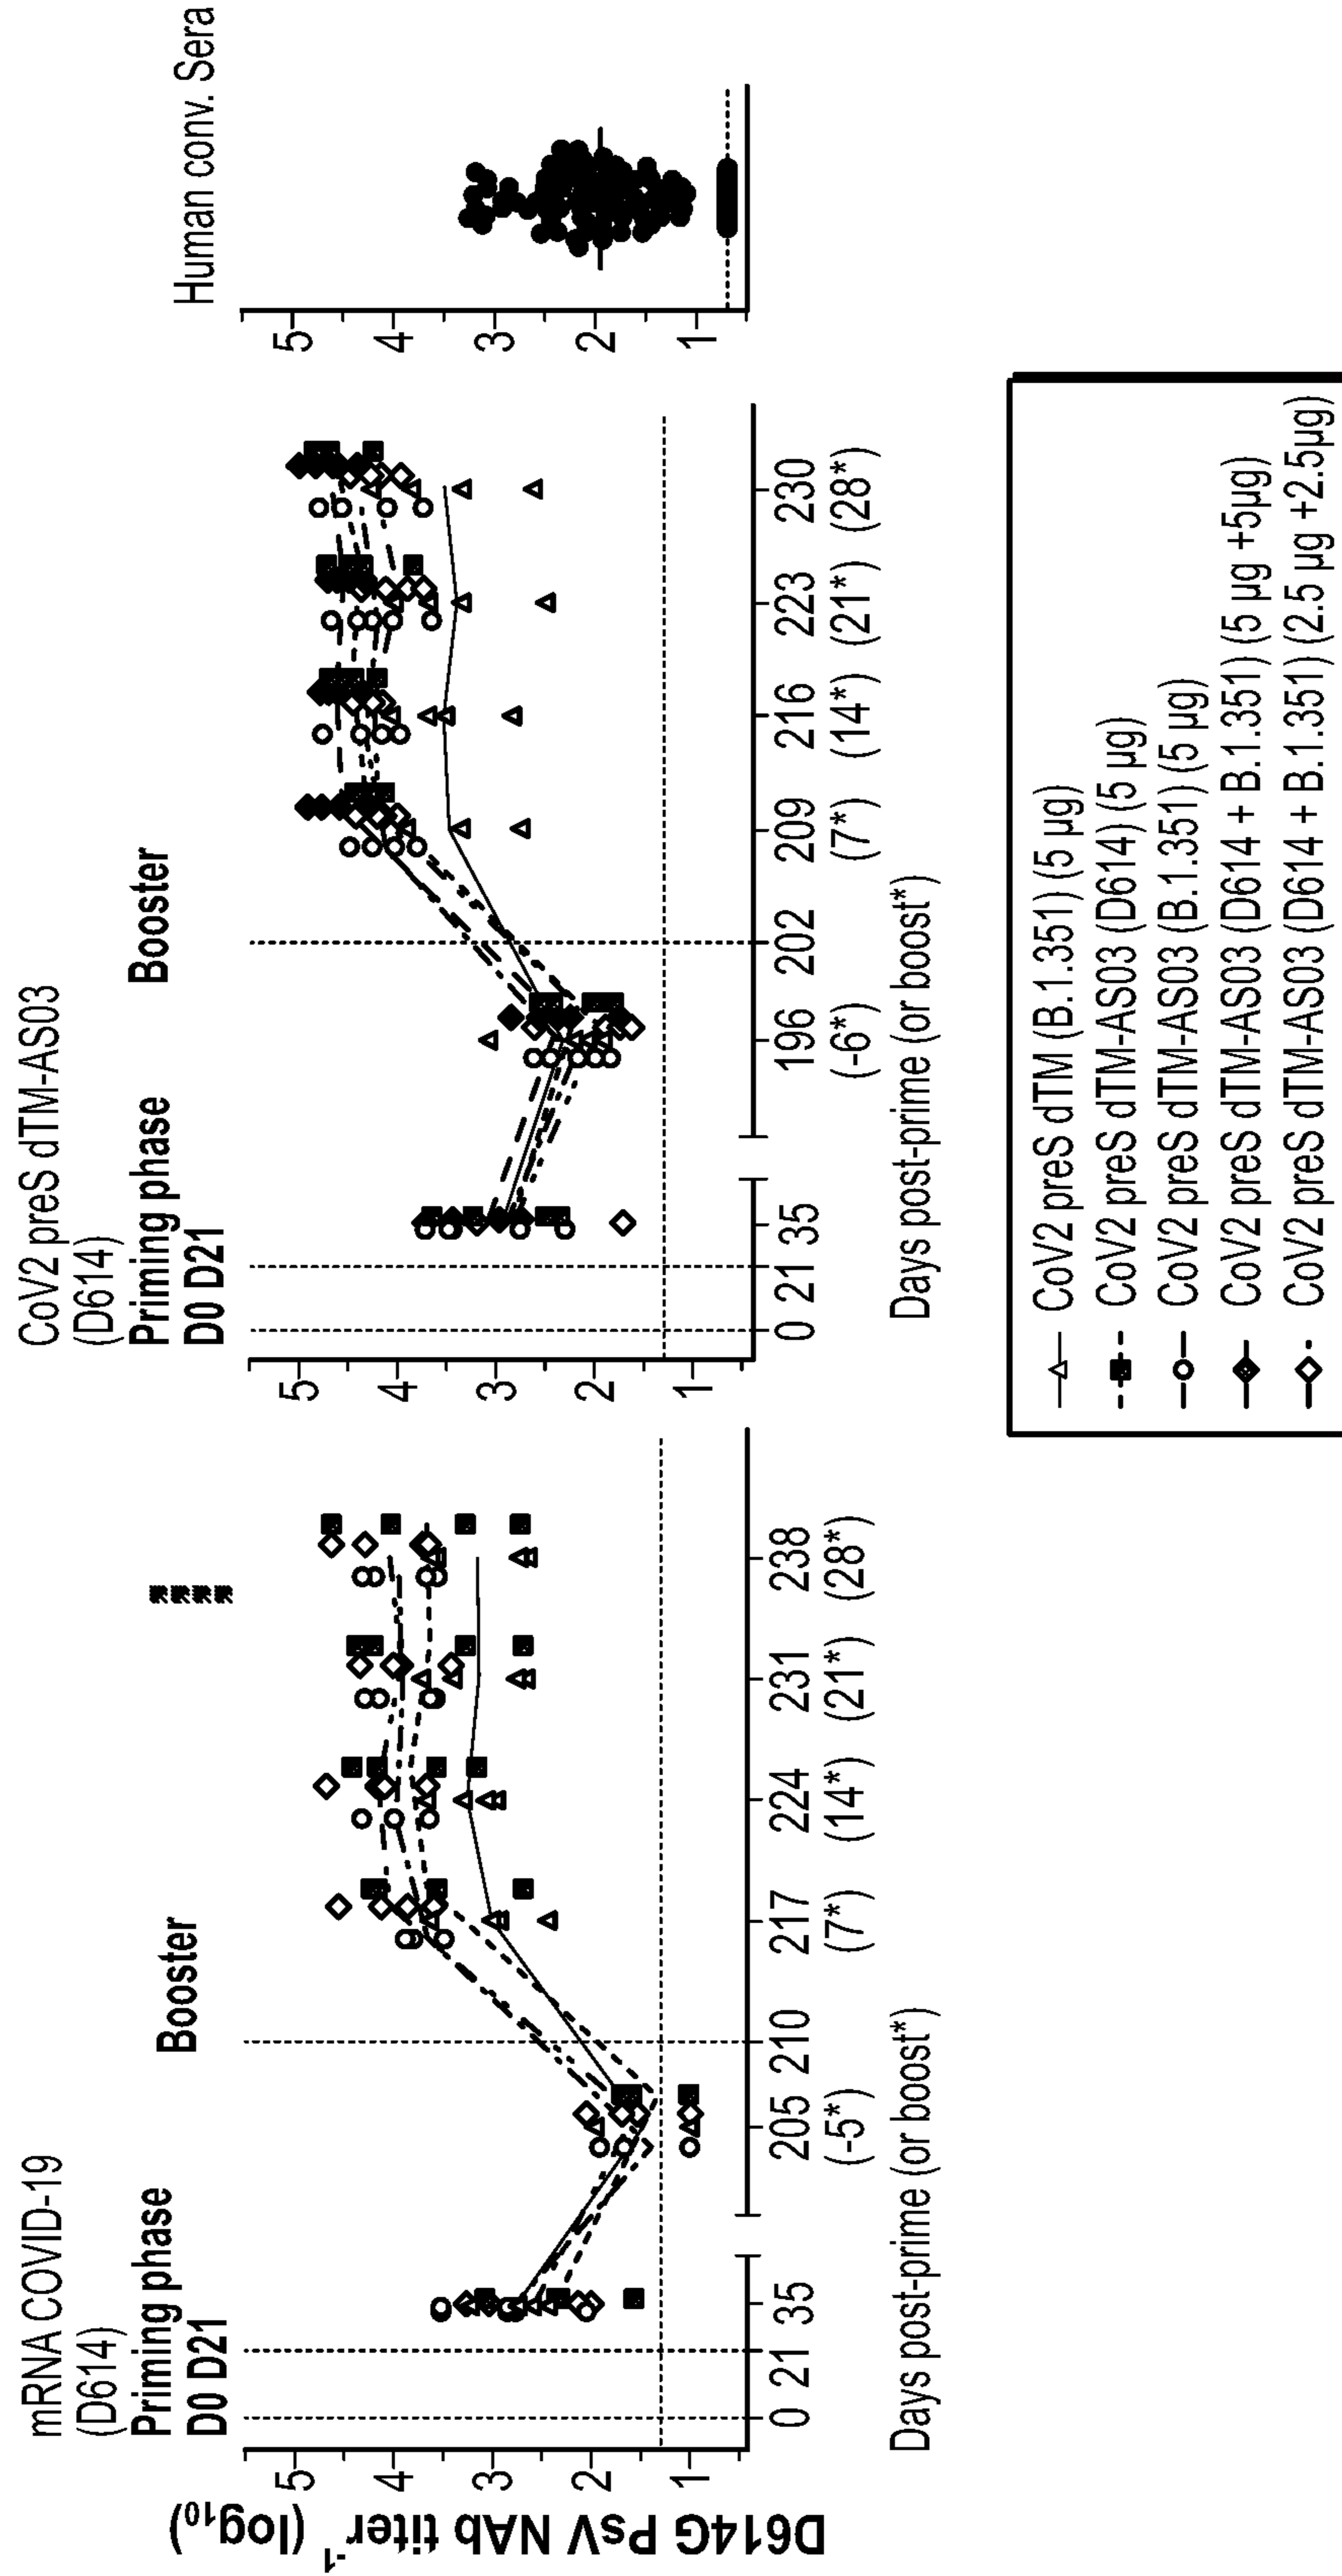 mRNA COVID-19
(D614)
Priming phase
D0 D21
Booster
D614G PsV NAb titer⁻¹ (log₁₀)
5
4
3
2
1
0 21 35 205 210 217 224 231 238
(-5*) (7*) (14*) (21*) (28*)
Days post-prime (or boost*)
CoV2 preS dTM-AS03
(D614)
Priming phase
D0 D21
Booster
5
4
3
2
1
0 21 35 196 202 209 216 223 230
(-6*) (7*) (14*) (21*) (28*)
Days post-prime (or boost*)
Human conv. Sera
5
4
3
2
1
CoV2 preS dTM (B.1.351) (5 µg)
CoV2 preS dTM-AS03 (D614) (5 µg)
CoV2 preS dTM-AS03 (B.1.351) (5 µg)
CoV2 preS dTM-AS03 (D614 + B.1.351) (5 µg +5µg)
CoV2 preS dTM-AS03 (D614 + B.1.351) (2.5 µg +2.5µg)